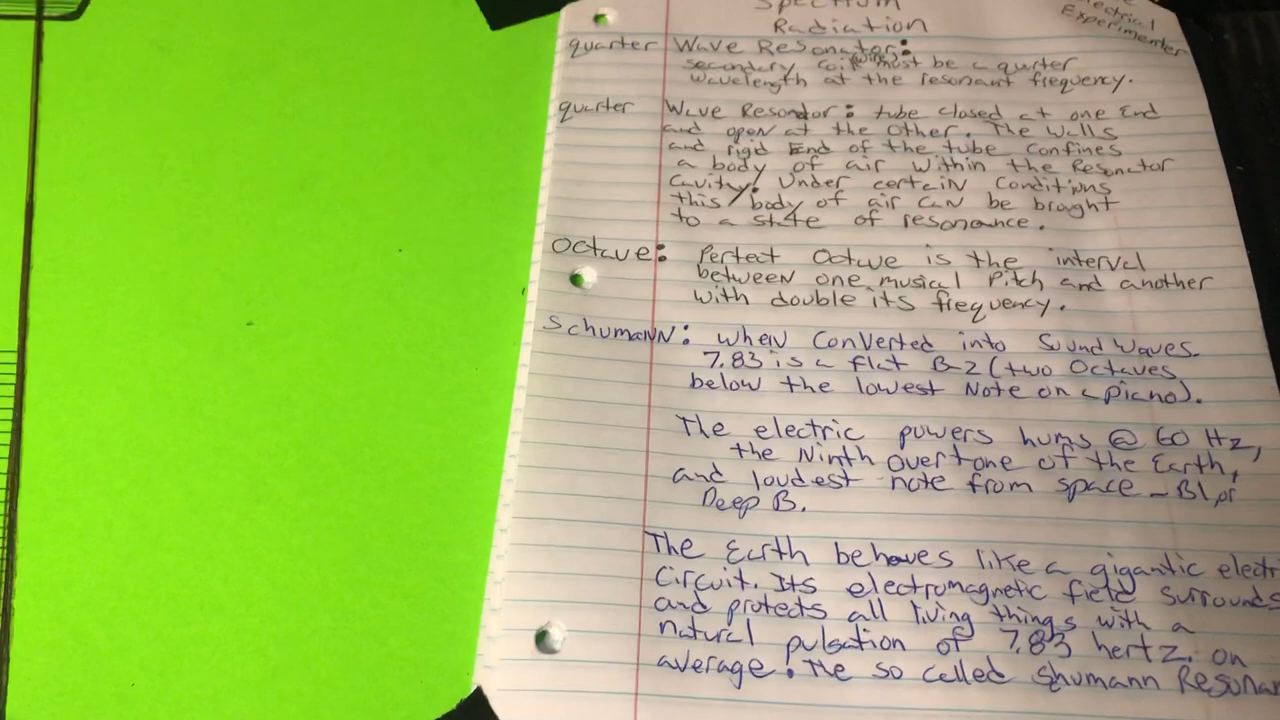 Spectrum
Radiation
Electrical
Experimenter
quarter Wave Resonator:
secondary coil must be a qurter
wavelength at the resonant frequency.
quarter Wave Resonator: tube closed at one End
and open at the other. The Walls
and rigid End of the tube confines
a body of air within the Resonator
Cavity. Under certain Conditions
this body of air can be brought
to a state of resonance.
Octave: Perfect Octave is the interval
between one musical Pitch and another
with double its frequency.
Schumann: when Converted into Sound waves.
7.83 is a flat B-2 (two Octaves
below the lowest Note on a piano).
The electric powers hums @ 60 Hz,
the Ninth overtone of the Earth,
and loudest note from space - B1, or
Deep B.
The Earth behaves like a gigantic electr
Circuit. Its electromagnetic field surrounds
and protects all living things with a
natural pulsation of 7.83 hertz. on
average. The so called Shumann Resonan